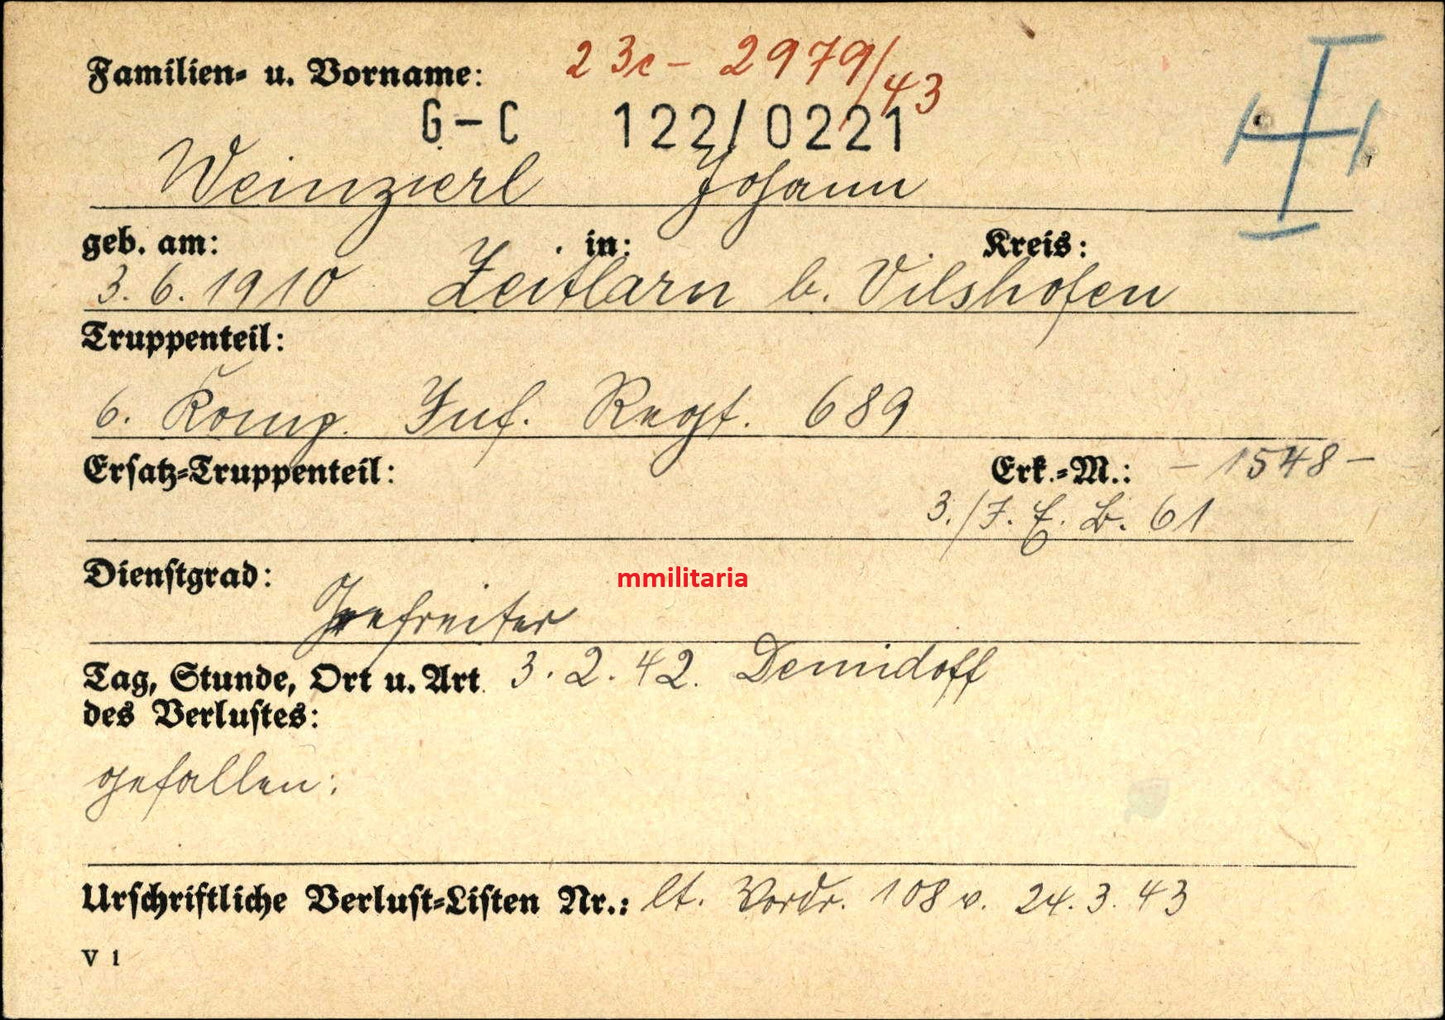 Familien- u. Vorname: 23c - 2979/43
G-C 122/0221
Weinzierl Johann
geb. am: in: Kreis:
3.6.1910 Zeitlarn b. Vilshofen
Truppenteil:
6. Komp. Inf. Regt. 689
Ersatz-Truppenteil: Erk.-M.: - 1548 -
3./J. E. B. 61
Dienstgrad: mmilitaria
Gefreiter
Tag, Stunde, Ort u. Art 3.2.42. Demidoff
des Verlustes:
gefallen:
Urschriftliche Verlust-Listen Nr.: lt. Vordr. 108 v. 24.3.43
V 1